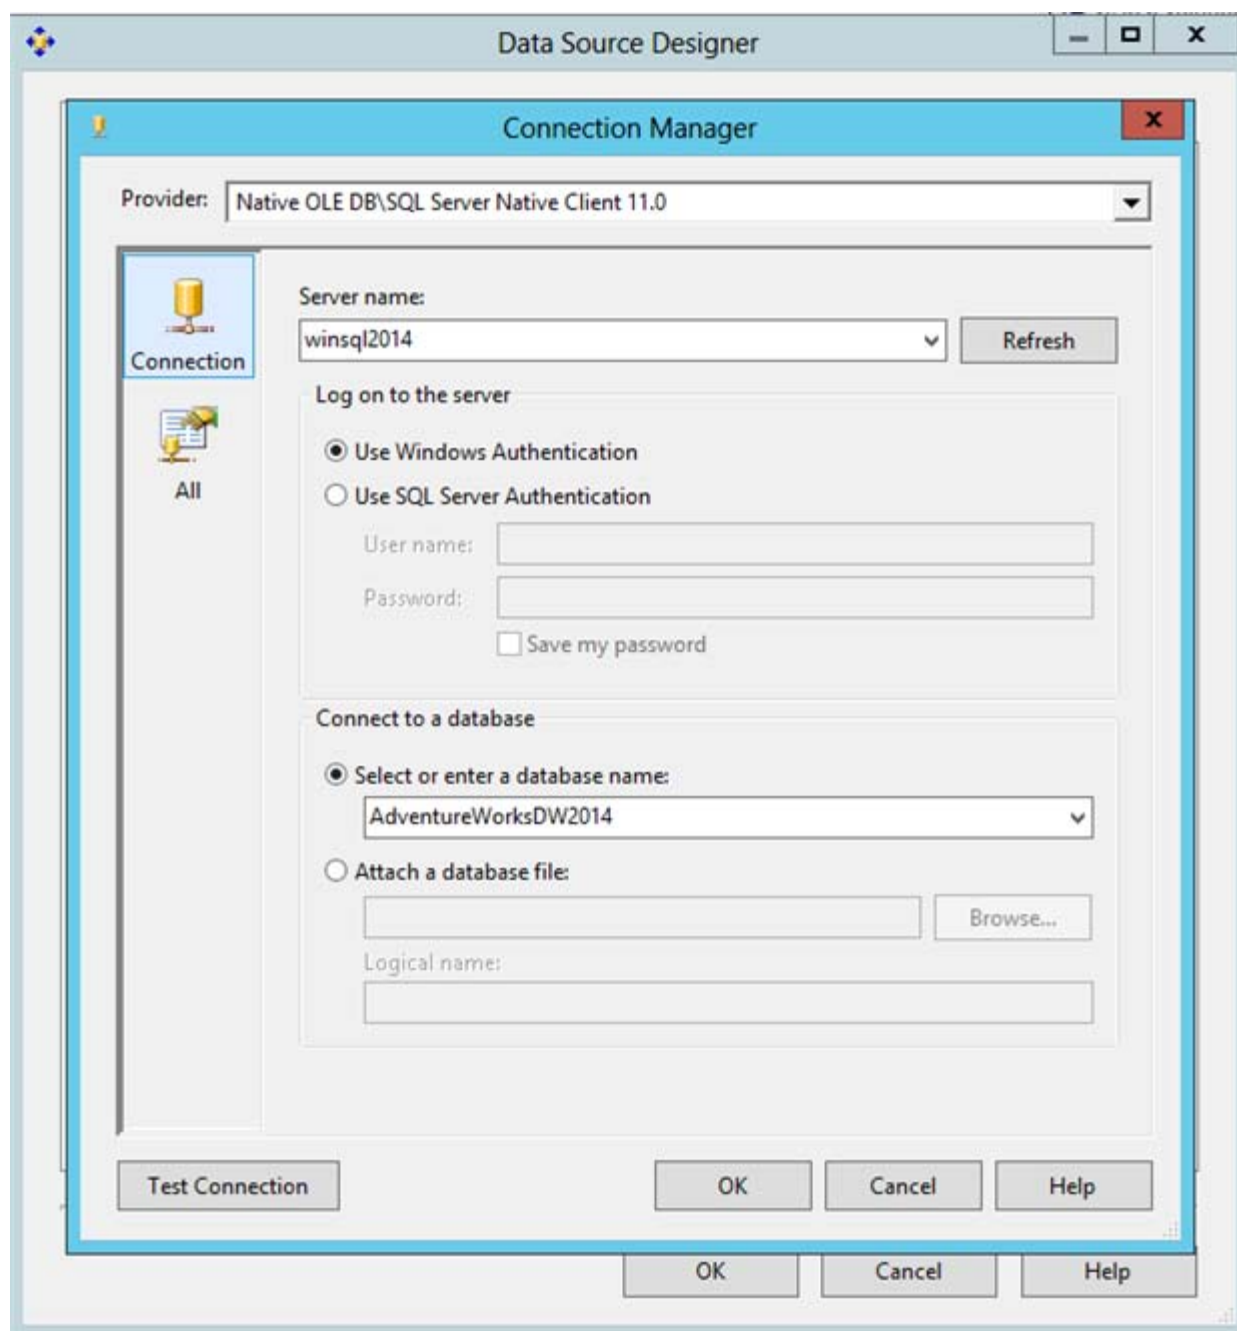 Data Source Designer
Connection Manager
Provider: Native OLE DB\SQL Server Native Client 11.0
Connection
All
Server name:
winsql2014
Refresh
Log on to the server
Use Windows Authentication
Use SQL Server Authentication
User name:
Password:
Save my password
Connect to a database
Select or enter a database name:
AdventureWorksDW2014
Attach a database file:
Browse...
Logical name:
Test Connection OK Cancel Help
OK Cancel Help